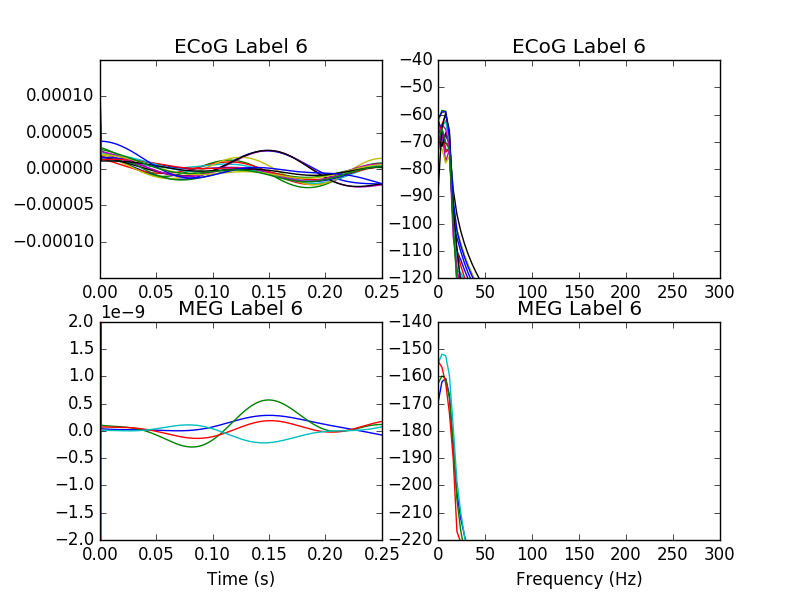 ECoG Label 6
0.00010
0.00005
0.00000
−0.00005
−0.00010
0.00 0.05 0.10 0.15 0.20 0.25
ECoG Label 6
−40
−50
−60
−70
−80
−90
−100
−110
−120
0 50 100 150 200 250 300
MEG Label 6
1e−9
2.0
1.5
1.0
0.5
0.0
−0.5
−1.0
−1.5
−2.0
0.00 0.05 0.10 0.15 0.20 0.25
Time (s)
MEG Label 6
−140
−150
−160
−170
−180
−190
−200
−210
−220
0 50 100 150 200 250 300
Frequency (Hz)